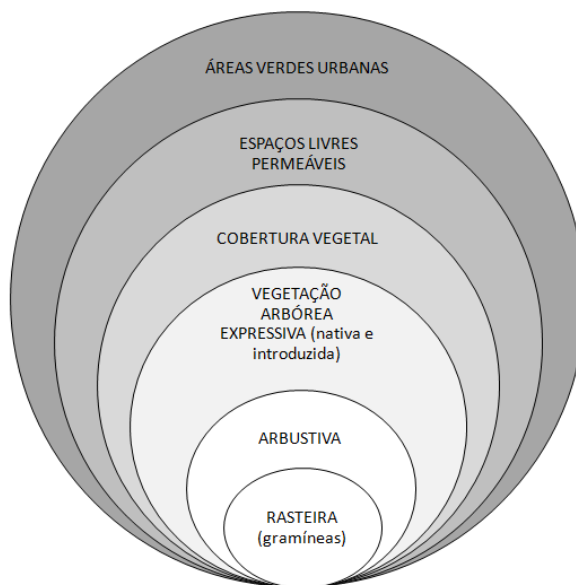 ÁREAS VERDES URBANAS
ESPAÇOS LIVRES
PERMEÁVEIS
COBERTURA VEGETAL
VEGETAÇÃO
ARBÓREA
EXPRESSIVA (nativa e
introduzida)
ARBUSTIVA
RASTEIRA
(gramíneas)